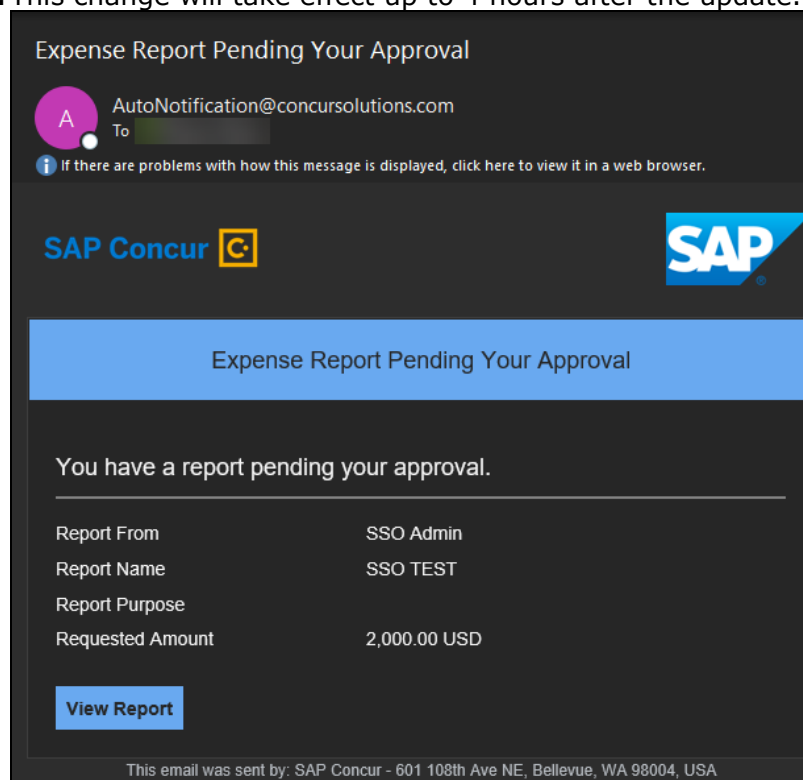 This change will take effect up to 4 hours after the update.
Expense Report Pending Your Approval
A
AutoNotification@concursolutions.com
To
If there are problems with how this message is displayed, click here to view it in a web browser.
SAP Concur C
SAP
Expense Report Pending Your Approval
You have a report pending your approval.
Report From SSO Admin
Report Name SSO TEST
Report Purpose
Requested Amount 2,000.00 USD
View Report
This email was sent by: SAP Concur - 601 108th Ave NE, Bellevue, WA 98004, USA